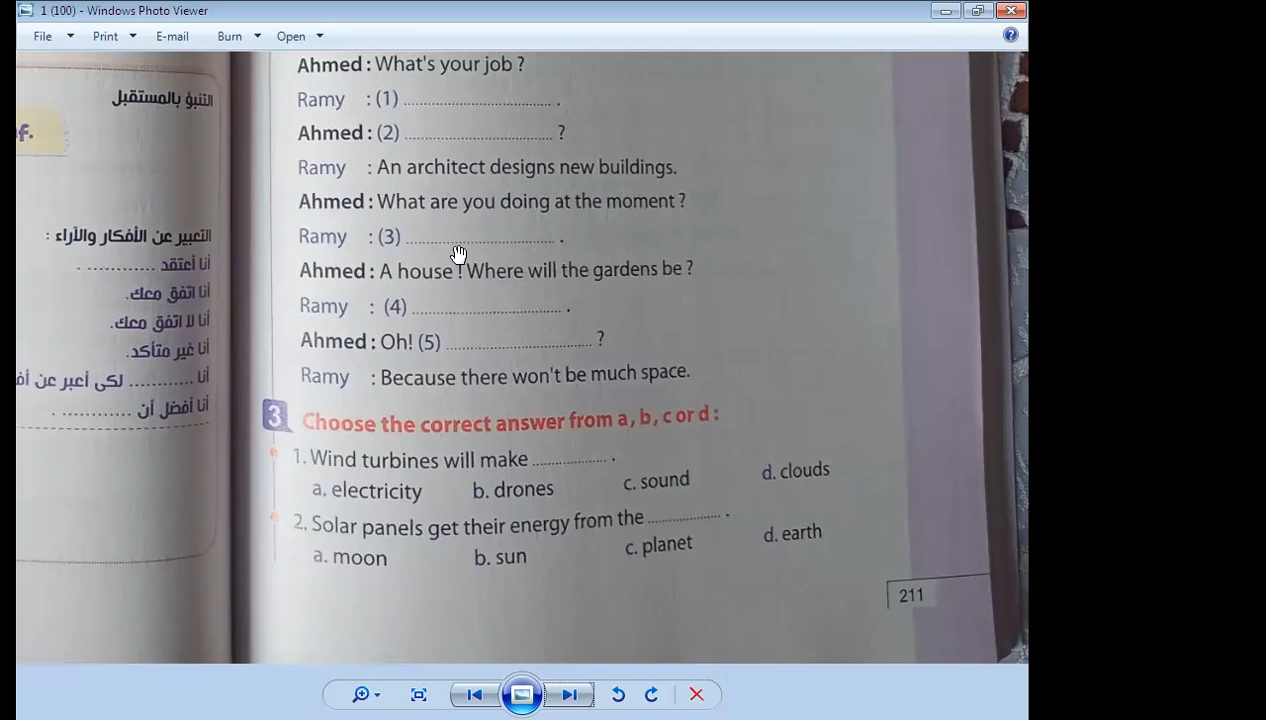 1 (100) - Windows Photo Viewer
File Print E-mail Burn Open
التنبؤ بالمستقبل
f.
التعبير عن الأفكار والآراء :
أنا أعتقد ............ .
أنا اتفق معك.
أنا لا اتفق معك.
أنا غير متأكد.
أنا ............ لكى أعبر عن أف
أنا أفضل أن ............ .
Ahmed : What's your job ?
Ramy : (1) .................................... .
Ahmed : (2) .................................... ?
Ramy : An architect designs new buildings.
Ahmed : What are you doing at the moment ?
Ramy : (3) .................................... .
Ahmed : A house ! Where will the gardens be ?
Ramy : (4) .................................... .
Ahmed : Oh! (5) .................................... ?
Ramy : Because there won't be much space.
3 Choose the correct answer from a, b, c or d :
1. Wind turbines will make .................. .
a. electricity b. drones c. sound d. clouds
2. Solar panels get their energy from the .................. .
a. moon b. sun c. planet d. earth
211